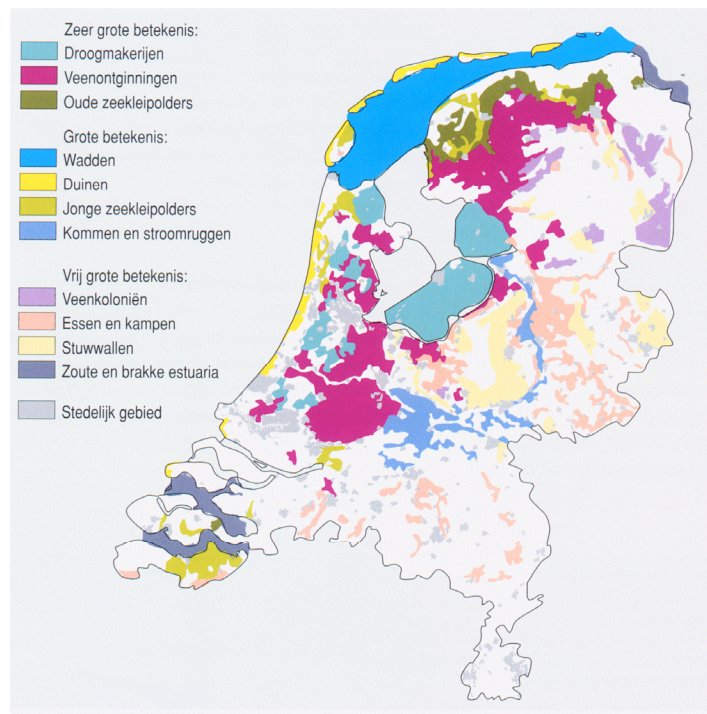 Zeer grote betekenis:
Droogmakerijen
Veenontginningen
Oude zeekleipolders
Grote betekenis:
Wadden
Duinen
Jonge zeekleipolders
Kommen en stroomruggen
Vrij grote betekenis:
Veenkoloniën
Essen en kampen
Stuwwallen
Zoute en brakke estuaria
Stedelijk gebied